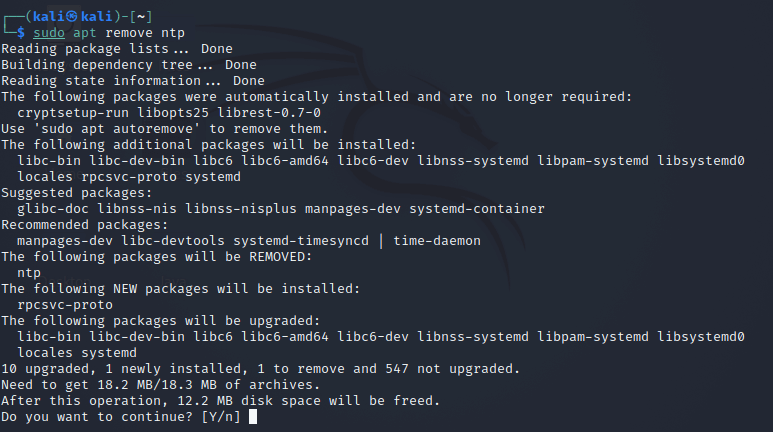 ┌──(kali㉿kali)-[~]
└─$ sudo apt remove ntp
Reading package lists... Done
Building dependency tree... Done
Reading state information... Done
The following packages were automatically installed and are no longer required:
  cryptsetup-run libopts25 librest-0.7-0
Use 'sudo apt autoremove' to remove them.
The following additional packages will be installed:
  libc-bin libc-dev-bin libc6 libc6-amd64 libc6-dev libnss-systemd libpam-systemd libsystemd0
  locales rpcsvc-proto systemd
Suggested packages:
  glibc-doc libnss-nis libnss-nisplus manpages-dev systemd-container
Recommended packages:
  manpages-dev libc-devtools systemd-timesyncd | time-daemon
The following packages will be REMOVED:
  ntp
The following NEW packages will be installed:
  rpcsvc-proto
The following packages will be upgraded:
  libc-bin libc-dev-bin libc6 libc6-amd64 libc6-dev libnss-systemd libpam-systemd libsystemd0
  locales systemd
10 upgraded, 1 newly installed, 1 to remove and 547 not upgraded.
Need to get 18.2 MB/18.3 MB of archives.
After this operation, 12.2 MB disk space will be freed.
Do you want to continue? [Y/n]